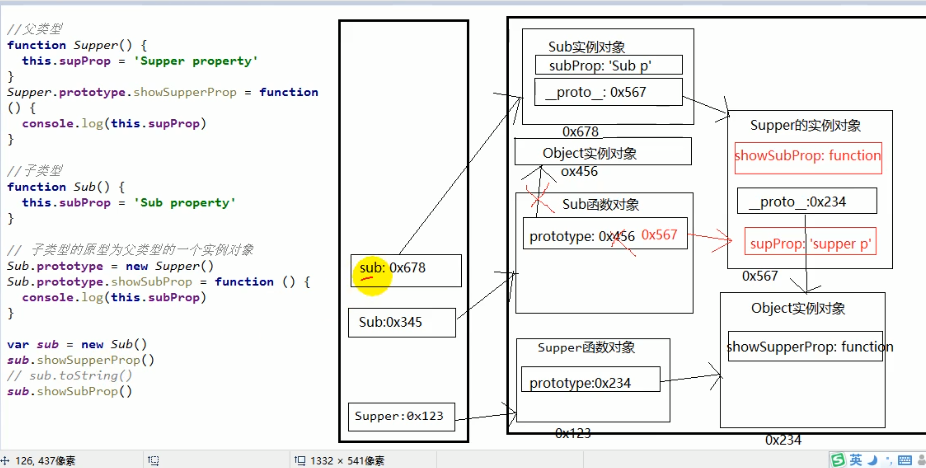 //父类型
function Supper() {
  this.supProp = 'Supper property'
}
Supper.prototype.showSupperProp = function
() {
  console.log(this.supProp)
}
//子类型
function Sub() {
  this.subProp = 'Sub property'
}
// 子类型的原型为父类型的一个实例对象
Sub.prototype = new Supper()
Sub.prototype.showSubProp = function () {
  console.log(this.subProp)
}
var sub = new Sub()
sub.showSupperProp()
// sub.toString()
sub.showSubProp()
sub: 0x678
Sub:0x345
Supper:0x123
Sub实例对象
subProp: 'Sub p'
__proto__: 0x567
0x678
Object实例对象
0x456
Sub函数对象
prototype: 0x456 0x567
Supper函数对象
prototype:0x234
0x123
Supper的实例对象
showSubProp: function
__proto__:0x234
supProp: 'supper p'
0x567
Object实例对象
showSupperProp: function
0x234
126, 437像素
1332 × 541像素
英